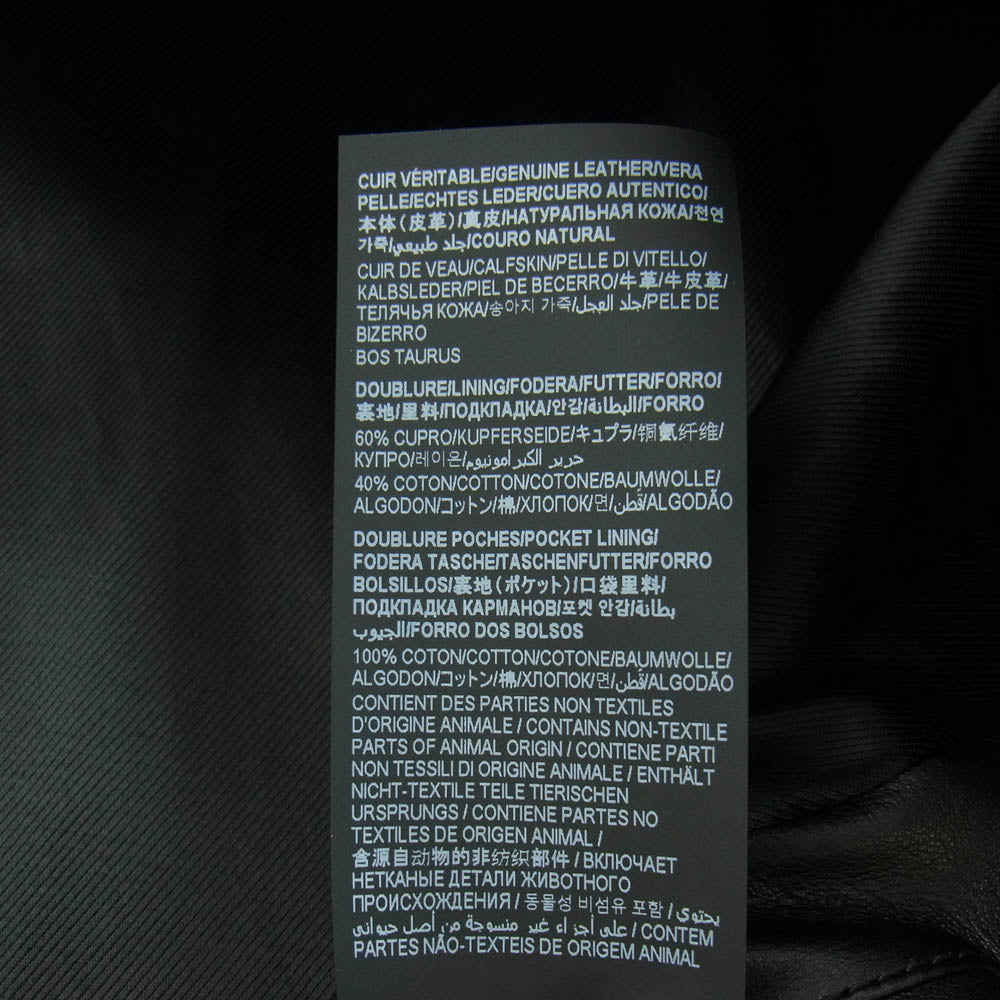 CUIR VÉRITABLE/GENUINE LEATHER/VERA
PELLE/ECHTES LEDER/CUERO AUTENTICO/
本体(皮革)/真皮/НАТУРАЛЬНАЯ КОЖА/천연
가죽/جلد طبيعي/COURO NATURAL
CUIR DE VEAU/CALFSKIN/PELLE DI VITELLO/
KALBSLEDER/PIEL DE BECERRO/牛革/牛皮革/
ТЕЛЯЧЬЯ КОЖА/송아지 가죽/جلد العجل/PELE DE
BIZERRO
BOS TAURUS
DOUBLURE/LINING/FODERA/FUTTER/FORRO/
裏地/里料/ПОДКЛАДКА/안감/البطانة/FORRO
60% CUPRO/KUPFERSEIDE/キュプラ/铜氨纤维/
КУПРО/레이온/حرير الكبرامونيوم
40% COTON/COTTON/COTONE/BAUMWOLLE/
ALGODON/コットン/棉/ХЛОПОК/면/قطن/ALGODÃO
DOUBLURE POCHES/POCKET LINING/
FODERA TASCHE/TASCHENFUTTER/FORRO
BOLSILLOS/裏地(ポケット)/口袋里料/
ПОДКЛАДКА КАРМАНОВ/포켓 안감/بطانة
الجيوب/FORRO DOS BOLSOS
100% COTON/COTTON/COTONE/BAUMWOLLE/
ALGODON/コットン/棉/ХЛОПОК/면/قطن/ALGODÃO
CONTIENT DES PARTIES NON TEXTILES
D'ORIGINE ANIMALE / CONTAINS NON-TEXTILE
PARTS OF ANIMAL ORIGIN / CONTIENE PARTI
NON TESSILI DI ORIGINE ANIMALE / ENTHÄLT
NICHT-TEXTILE TEILE TIERISCHEN
URSPRUNGS / CONTIENE PARTES NO
TEXTILES DE ORIGEN ANIMAL /
含源自动物的非纺织部件 / ВКЛЮЧАЕТ
НЕТКАНЫЕ ДЕТАЛИ ЖИВОТНОГО
ПРОИСХОЖДЕНИЯ / 동물성 비섬유 포함 / يحتوي
على أجزاء غير منسوجة من أصل حيواني / CONTEM
PARTES NÃO-TEXTEIS DE ORIGEM ANIMAL